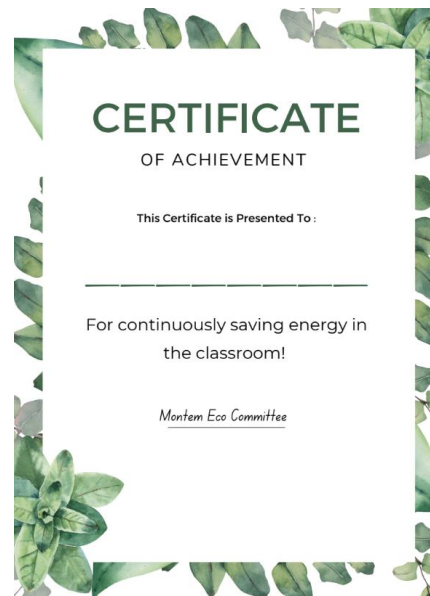 CERTIFICATE
OF ACHIEVEMENT
This Certificate is Presented To :
For continuously saving energy in
the classroom!
Montem Eco Committee